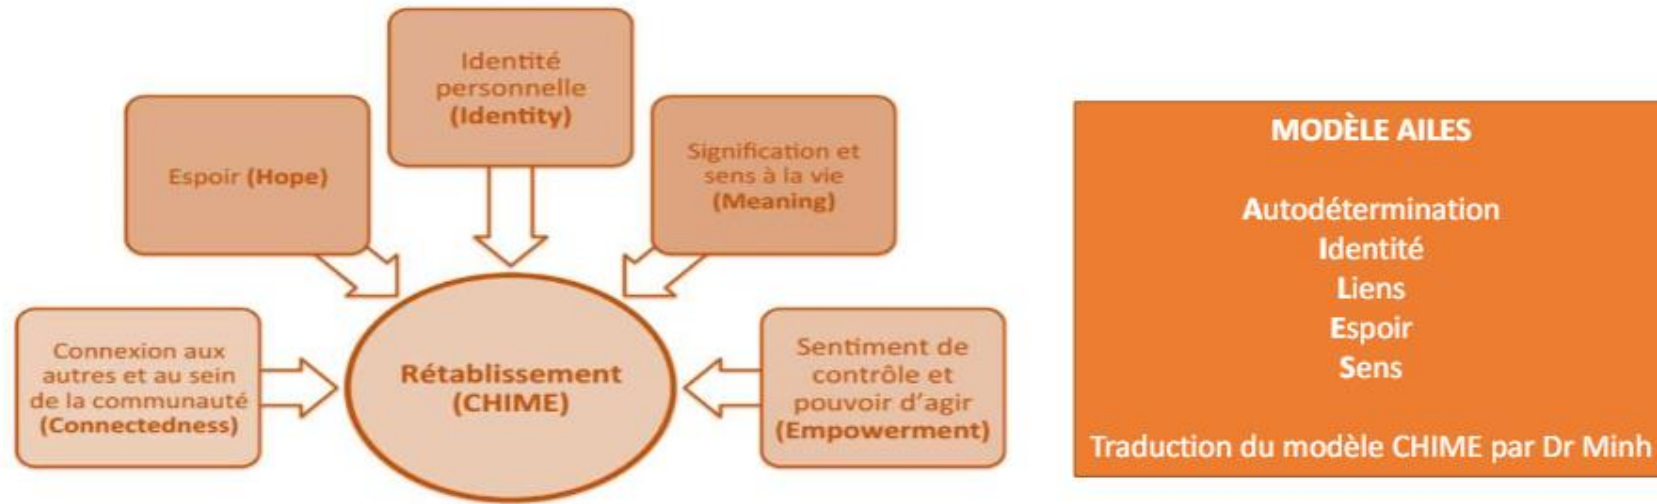 Identité
personnelle
(Identity)
Espoir (Hope)
Signification et
sens à la vie
(Meaning)
Connexion aux
autres et au sein
de la communauté
(Connectedness)
Rétablissement
(CHIME)
Sentiment de
contrôle et
pouvoir d'agir
(Empowerment)
MODÈLE AILES
Autodétermination
Identité
Liens
Espoir
Sens
Traduction du modèle CHIME par Dr Minh